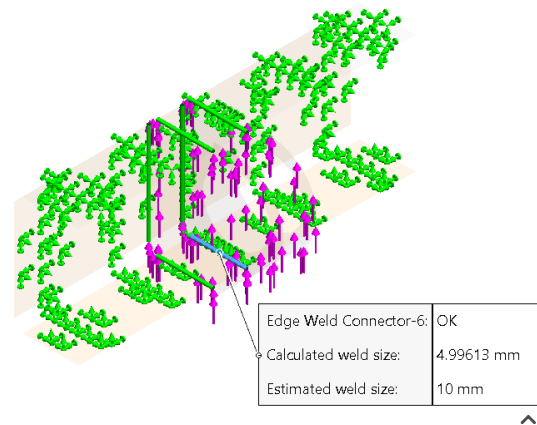 Edge Weld Connector-6: OK
Calculated weld size: 4.99613 mm
Estimated weld size: 10 mm